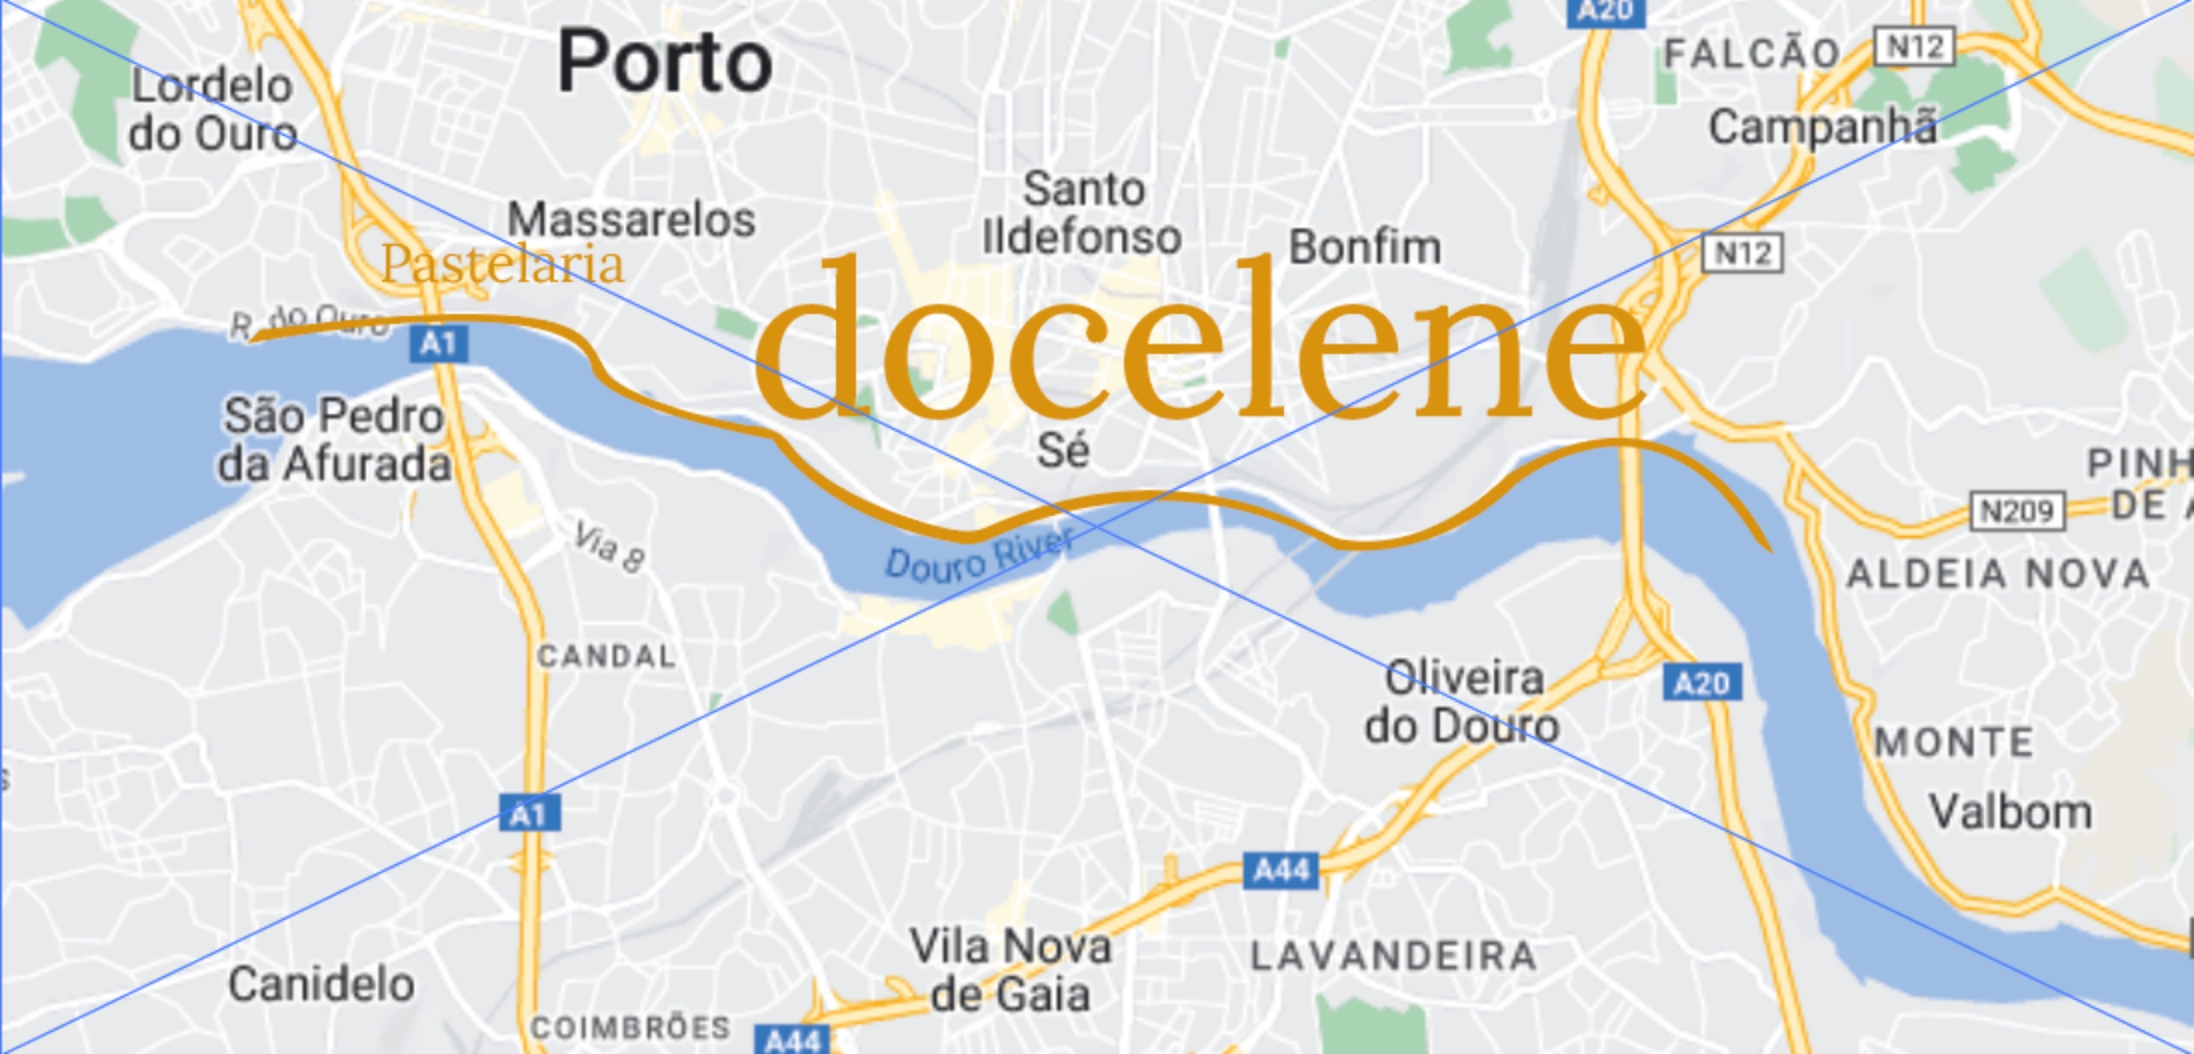 A20
Porto
FALCÃO
N12
Lordelo
do Ouro
Campanhã
Santo
Ildefonso
Massarelos
Bonfim
N12
Pastelaria
docelene
R. do Ouro
A1
São Pedro
da Afurada
Sé
PINH
DE A
N209
Via 8
Douro River
ALDEIA NOVA
CANDAL
Oliveira
do Douro
A20
MONTE
Valbom
A1
A44
Vila Nova
de Gaia
LAVANDEIRA
Canidelo
COIMBRÕES
A44